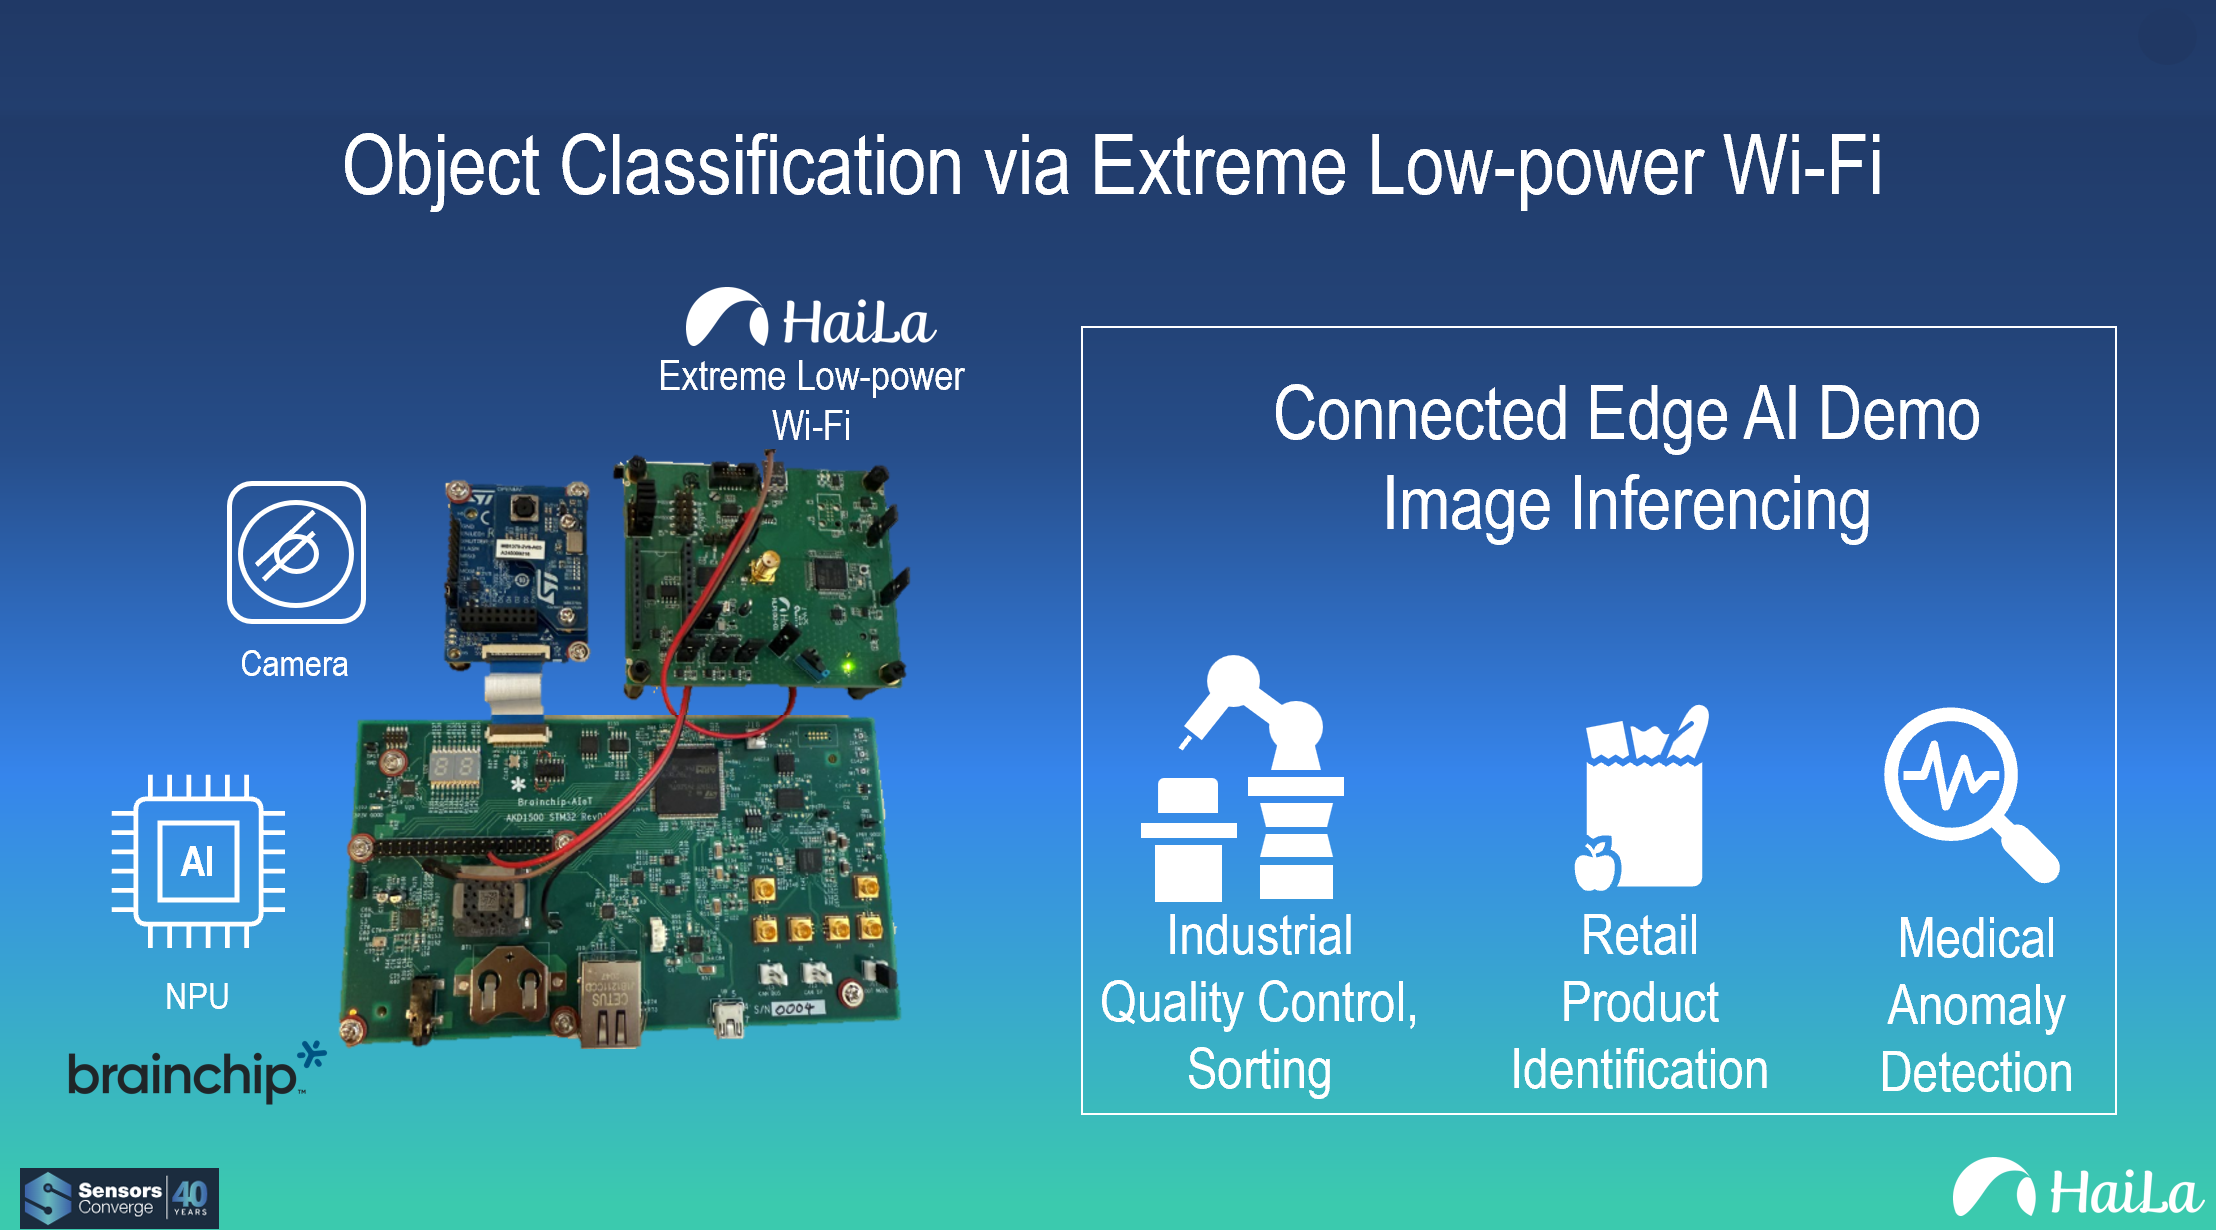 Object Classification via Extreme Low-power Wi-Fi
HaiLa
Extreme Low-power
Wi-Fi
Camera
AI
NPU
brainchip™
Brainchip-AIoT
AKD1500 STM32
S/N 0004
Connected Edge AI Demo
Image Inferencing
Industrial
Quality Control,
Sorting
Retail
Product
Identification
Medical
Anomaly
Detection
Sensors
Converge
40
YEARS
HaiLa